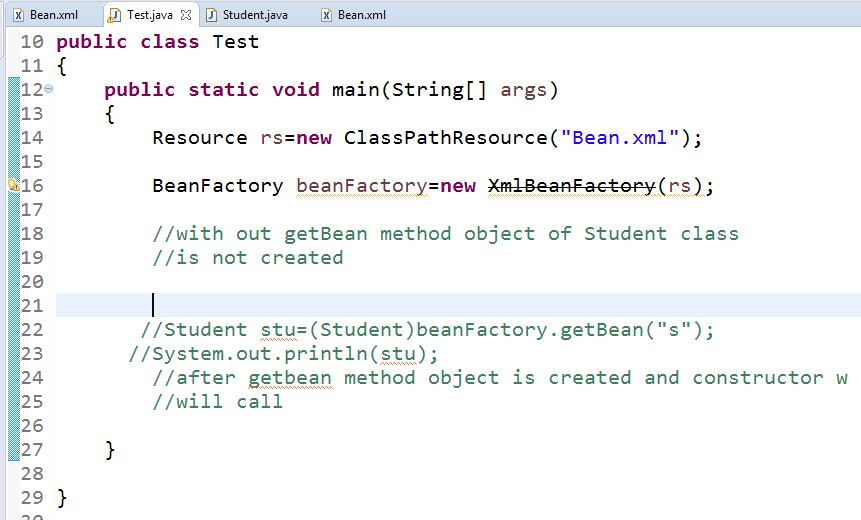 Bean.xml Test.java Student.java Bean.xml
10 public class Test
11 {
12 public static void main(String[] args)
13 {
14 Resource rs=new ClassPathResource("Bean.xml");
15
16 BeanFactory beanFactory=new XmlBeanFactory(rs);
17
18 //with out getBean method object of Student class
19 //is not created
20
21
22 //Student stu=(Student)beanFactory.getBean("s");
23 //System.out.println(stu);
24 //after getbean method object is created and constructor w
25 //will call
26
27 }
28
29 }